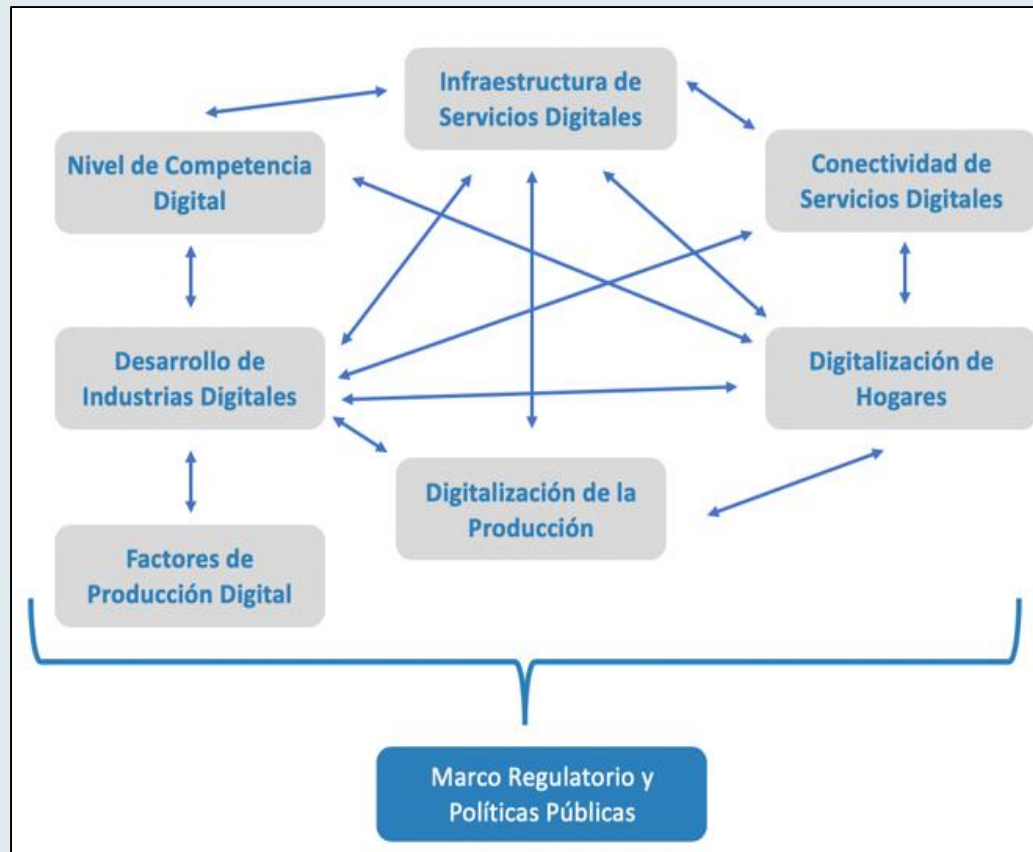 Infraestructura de
Servicios Digitales
Nivel de Competencia
Digital
Conectividad de
Servicios Digitales
Desarrollo de
Industrias Digitales
Digitalización de
Hogares
Digitalización de la
Producción
Factores de
Producción Digital
Marco Regulatorio y
Políticas Públicas